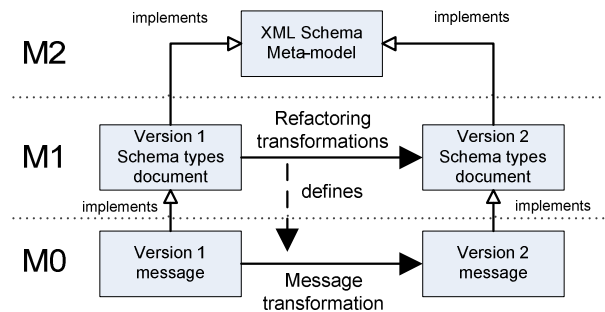 implements
implements
M2
XML Schema
Meta-model
M1
Version 1
Schema types
document
Refactoring
transformations
Version 2
Schema types
document
defines
implements
implements
M0
Version 1
message
Message
transformation
Version 2
message